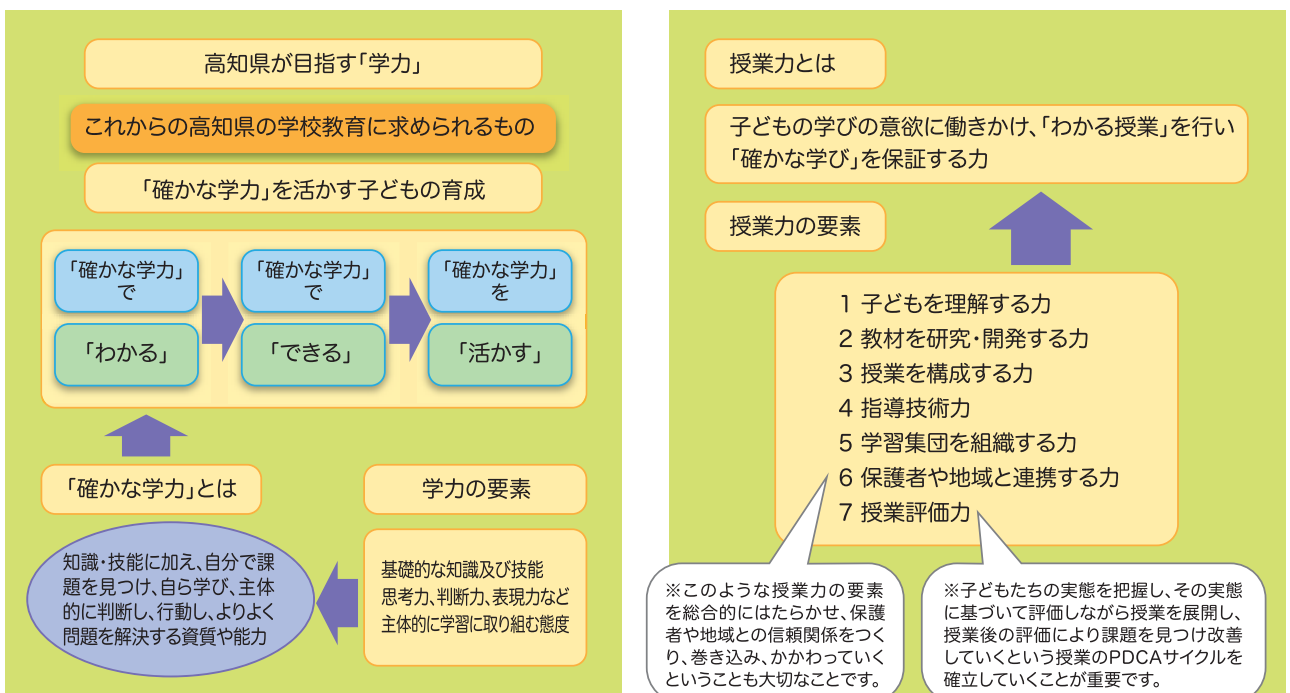 高知県が目指す「学力」
これからの高知県の学校教育に求められるもの
「確かな学力」を活かす子どもの育成
「確かな学力」
で
「わかる」
「確かな学力」
で
「できる」
「確かな学力」
を
「活かす」
「確かな学力」とは
知識・技能に加え、自分で課
題を見つけ、自ら学び、主体
的に判断し、行動し、よりよく
問題を解決する資質や能力
学力の要素
基礎的な知識及び技能
思考力、判断力、表現力など
主体的に学習に取り組む態度
授業力とは
子どもの学びの意欲に働きかけ、「わかる授業」を行い
「確かな学び」を保証する力
授業力の要素
1 子どもを理解する力
2 教材を研究・開発する力
3 授業を構成する力
4 指導技術力
5 学習集団を組織する力
6 保護者や地域と連携する力
7 授業評価力
※このような授業力の要素
を総合的にはたらかせ、保護
者や地域との信頼関係をつく
り、巻き込み、かかわっていく
ということも大切なことです。
※子どもたちの実態を把握し、その実態
に基づいて評価しながら授業を展開し、
授業後の評価により課題を見つけ改善
していくという授業のPDCAサイクルを
確立していくことが重要です。